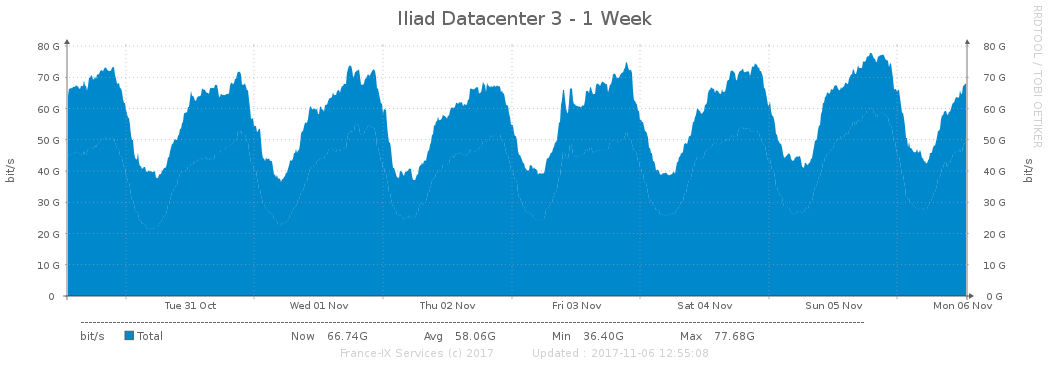 Iliad Datacenter 3 - 1 Week
RRDTOOL / TOBI OETIKER
80 G 80 G
70 G 70 G
60 G 60 G
50 G 50 G
40 G 40 G
30 G 30 G
20 G 20 G
10 G 10 G
0 0 G
bit/s bit/s
Tue 31 Oct Wed 01 Nov Thu 02 Nov Fri 03 Nov Sat 04 Nov Sun 05 Nov Mon 06 Nov
bit/s Total Now 66.74G Avg 58.06G Min 36.40G Max 77.68G
France-IX Services (c) 2017 Updated : 2017-11-06 12:55:08